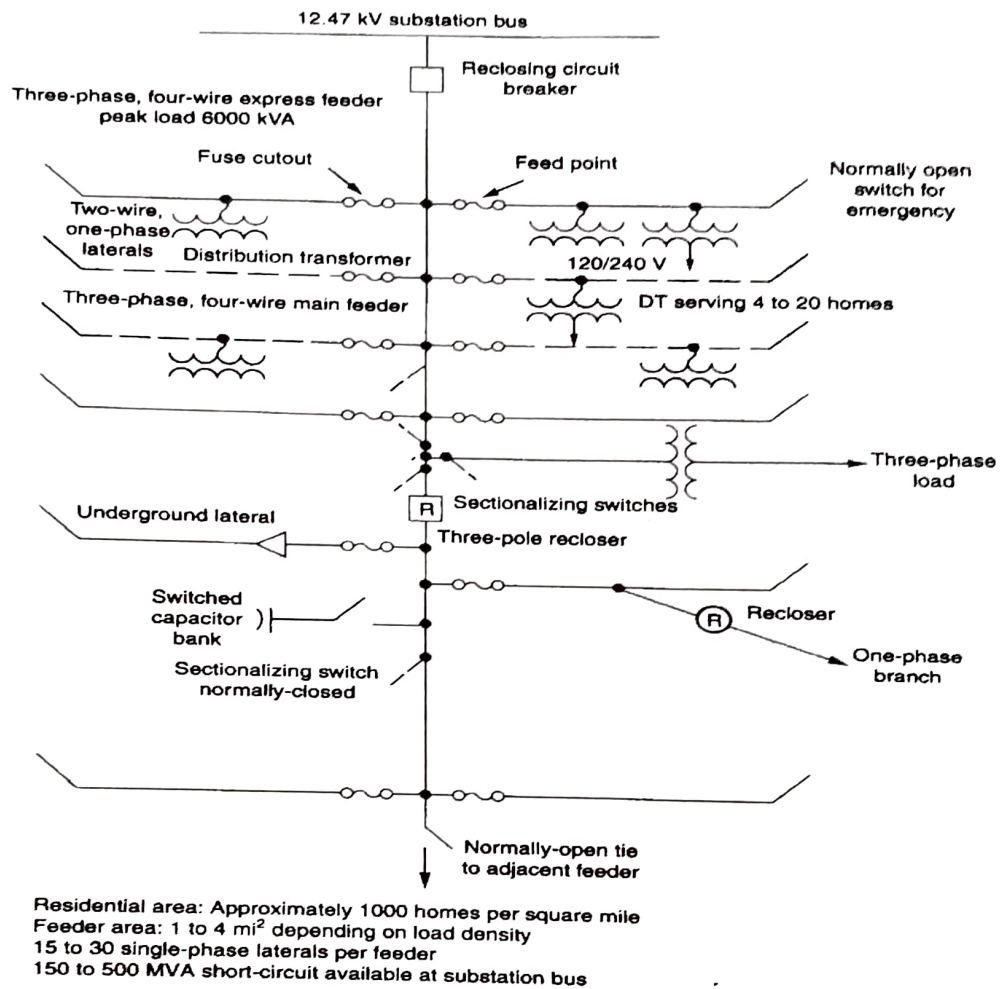 12.47 kV substation bus
Reclosing circuit
breaker
Three-phase, four-wire express feeder
peak load 6000 kVA
Fuse cutout
Feed point
Normally open
switch for
emergency
Two-wire,
one-phase
laterals
Distribution transformer
120/240 V
Three-phase, four-wire main feeder
DT serving 4 to 20 homes
Three-phase
load
Sectionalizing switches
R
Underground lateral
Three-pole recloser
Switched
capacitor
bank
R
Recloser
One-phase
branch
Sectionalizing switch
normally-closed
Normally-open tie
to adjacent feeder
Residential area: Approximately 1000 homes per square mile
Feeder area: 1 to 4 mi² depending on load density
15 to 30 single-phase laterals per feeder
150 to 500 MVA short-circuit available at substation bus